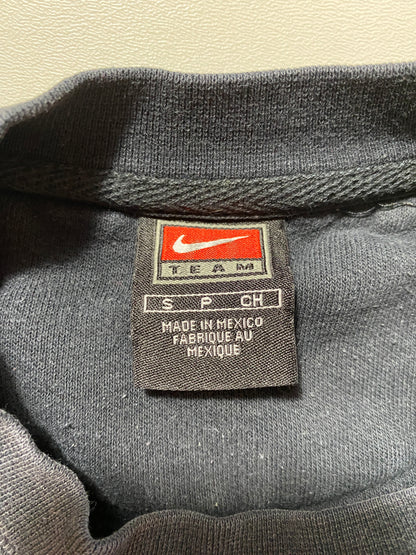 TEAM
S P CH
MADE IN MEXICO
FABRIQUE AU
MEXIQUE